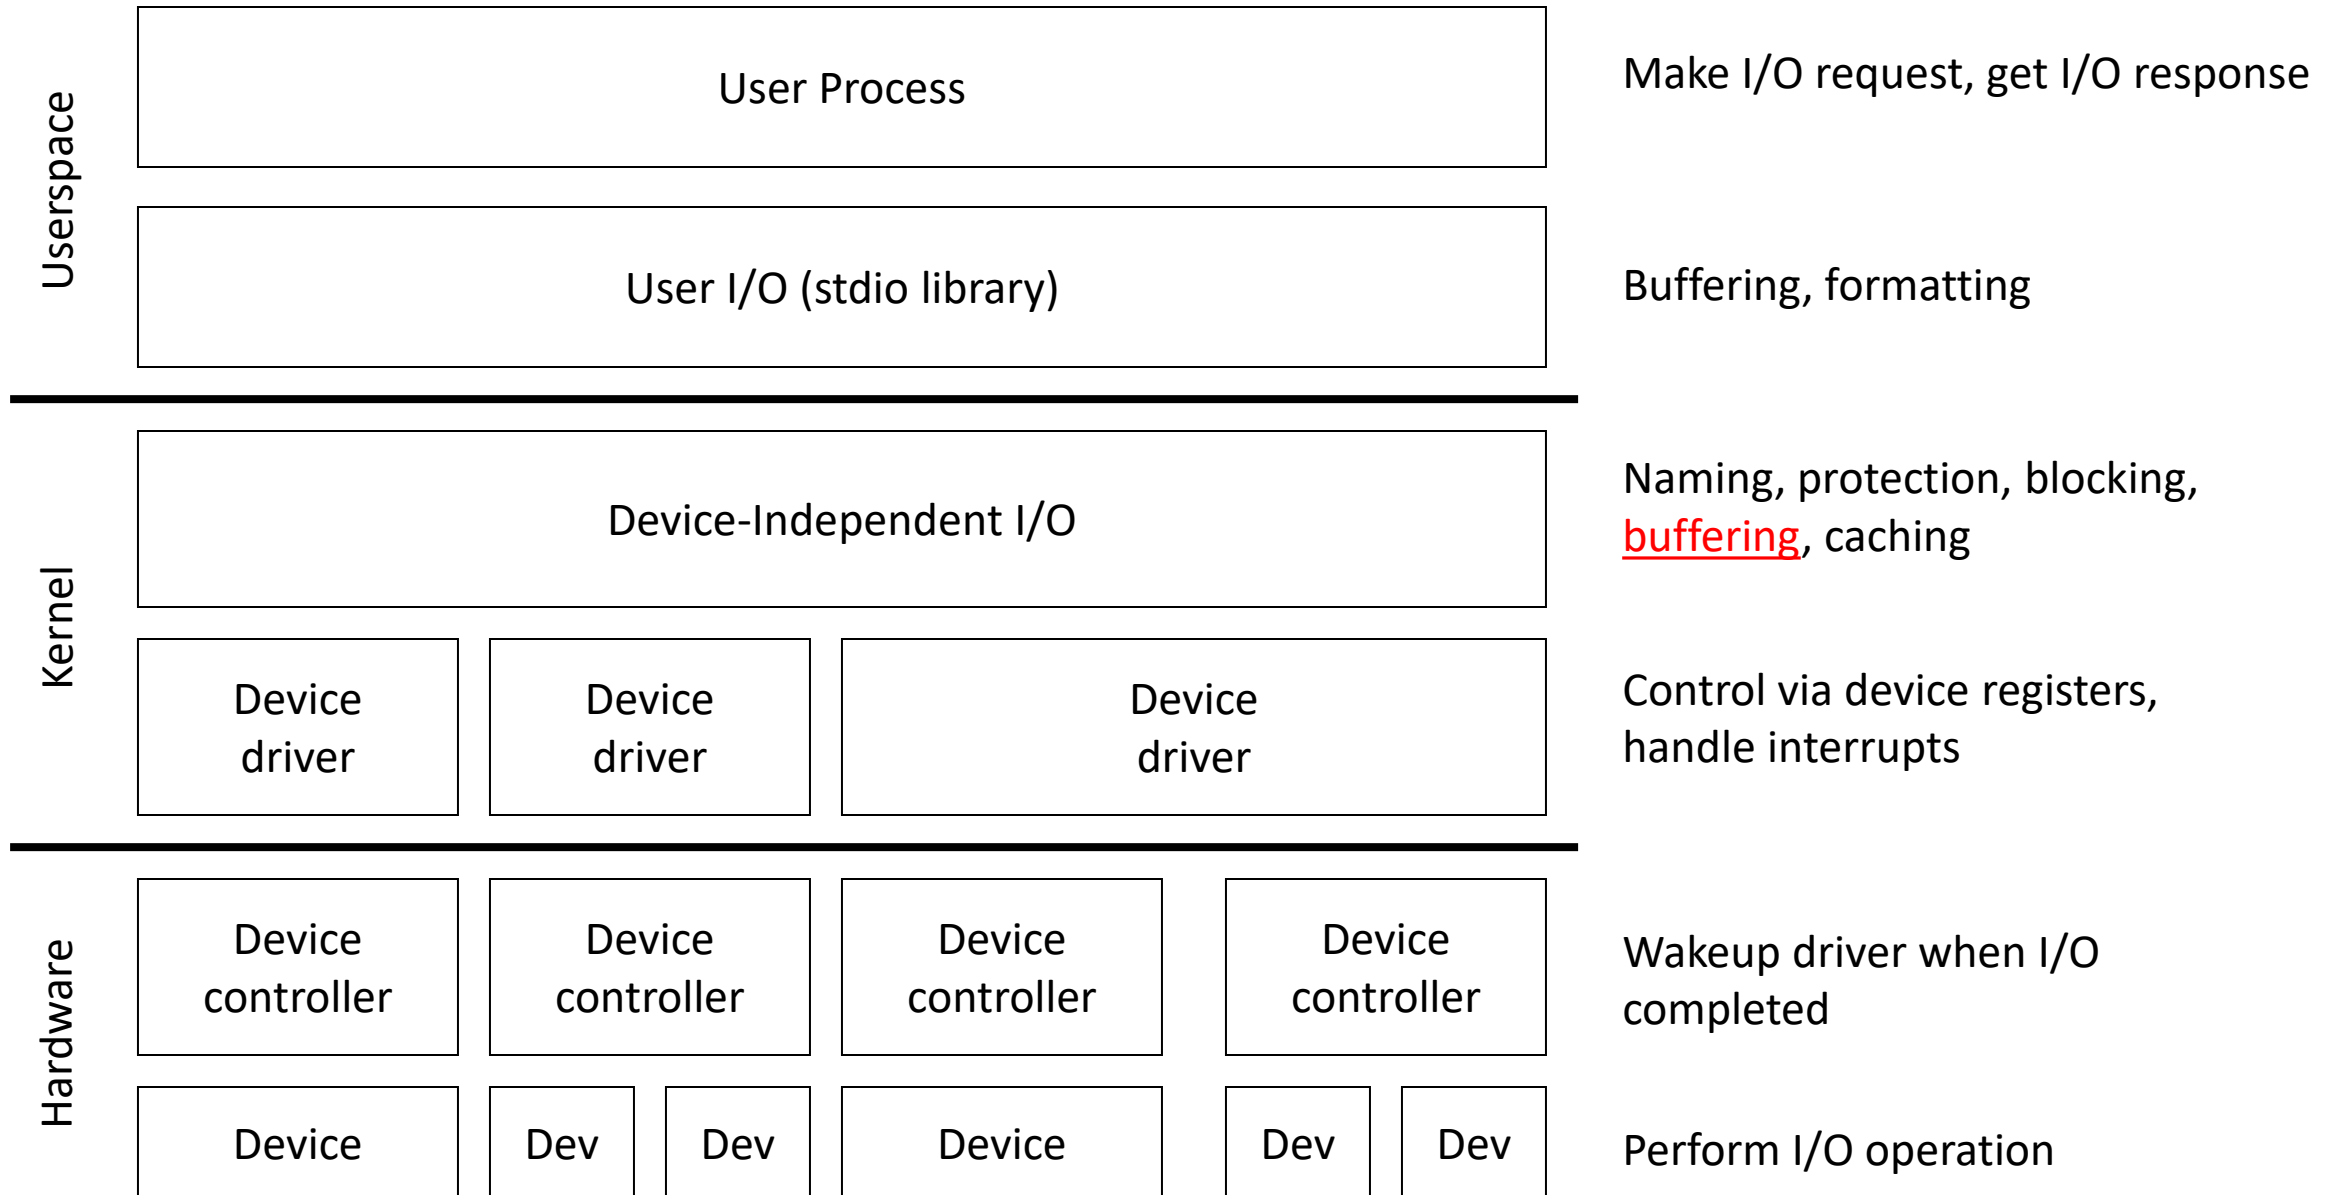 Userspace
User Process
Make I/O request, get I/O response
User I/O (stdio library)
Buffering, formatting
Kernel
Device-Independent I/O
Naming, protection, blocking,
buffering, caching
Device
driver
Device
driver
Device
driver
Control via device registers,
handle interrupts
Hardware
Device
controller
Device
controller
Device
controller
Device
controller
Wakeup driver when I/O
completed
Device
Dev
Dev
Device
Dev
Dev
Perform I/O operation